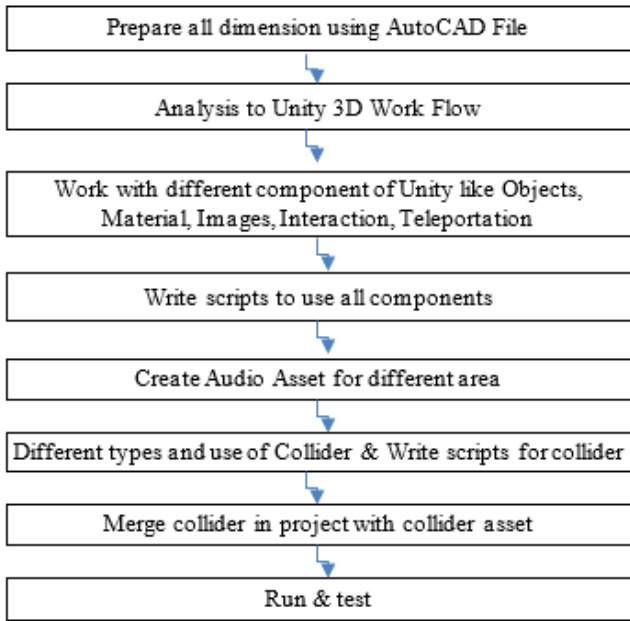 Prepare all dimension using AutoCAD File
Analysis to Unity 3D Work Flow
Work with different component of Unity like Objects,
Material, Images, Interaction, Teleportation
Write scripts to use all components
Create Audio Asset for different area
Different types and use of Collider & Write scripts for collider
Merge collider in project with collider asset
Run & test